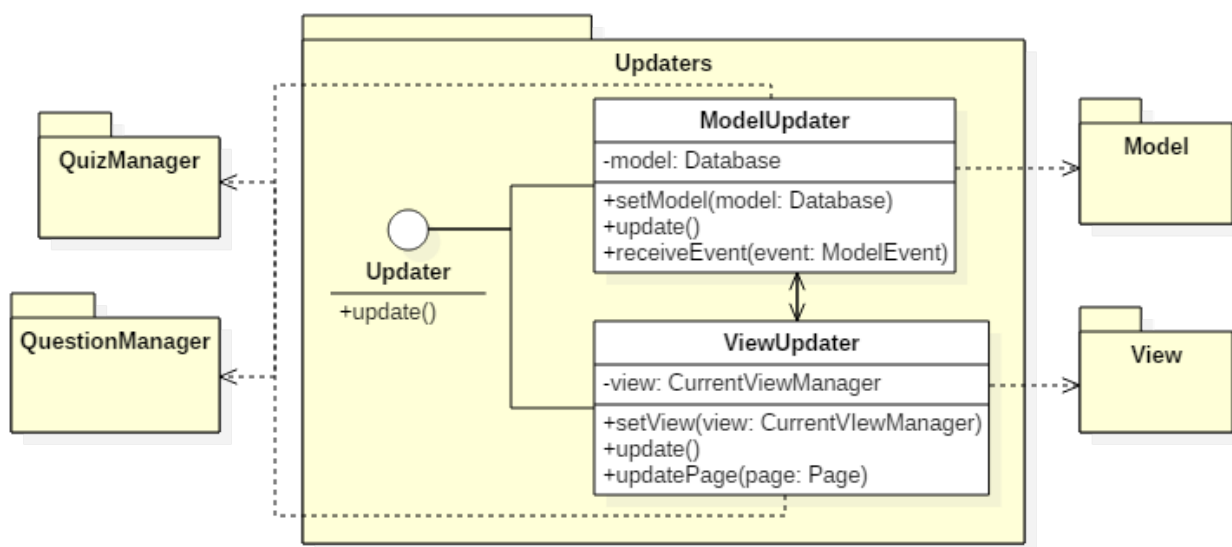 Updaters
QuizManager
QuestionManager
Updater
+update()
ModelUpdater
-model: Database
+setModel(model: Database)
+update()
+receiveEvent(event: ModelEvent)
ViewUpdater
-view: CurrentViewManager
+setView(view: CurrentVIewManager)
+update()
+updatePage(page: Page)
Model
View